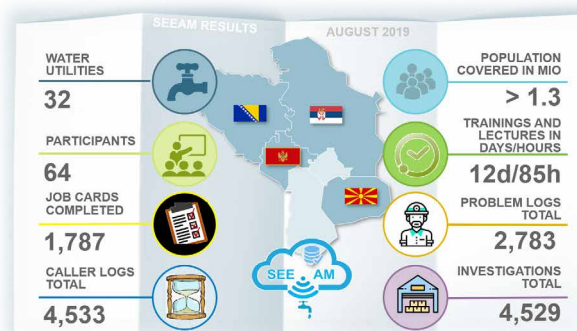 SEEAM RESULTS
AUGUST 2019
WATER
UTILITIES
32
PARTICIPANTS
64
JOB CARDS
COMPLETED
1,787
CALLER LOGS
TOTAL
4,533
SEE AM
POPULATION
COVERED IN MIO
> 1.3
TRAININGS AND
LECTURES IN
DAYS/HOURS
12d/85h
PROBLEM LOGS
TOTAL
2,783
INVESTIGATIONS
TOTAL
4,529